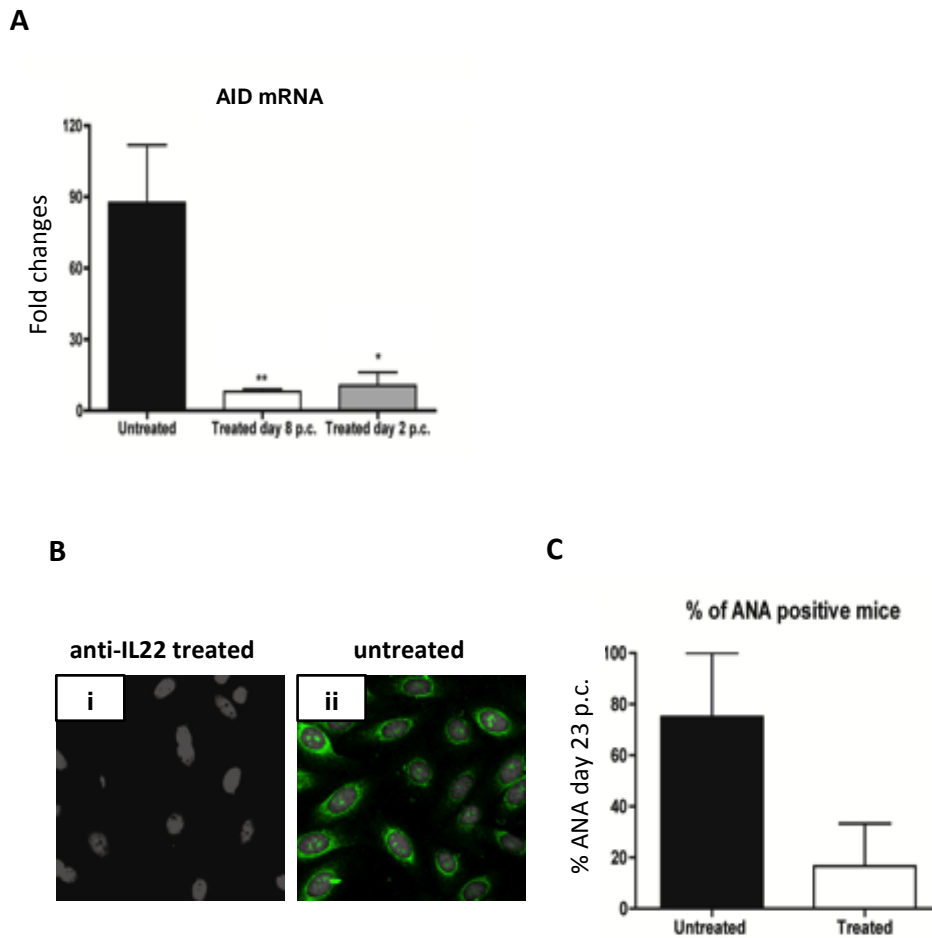 A
AID mRNA
Fold changes
120
90
60
30
0
**
*
Untreated Treated day 8 p.c. Treated day 2 p.c.
B
anti-IL22 treated untreated
i ii
C
% of ANA positive mice
% ANA day 23 p.c.
100
80
60
40
20
0
Untreated Treated